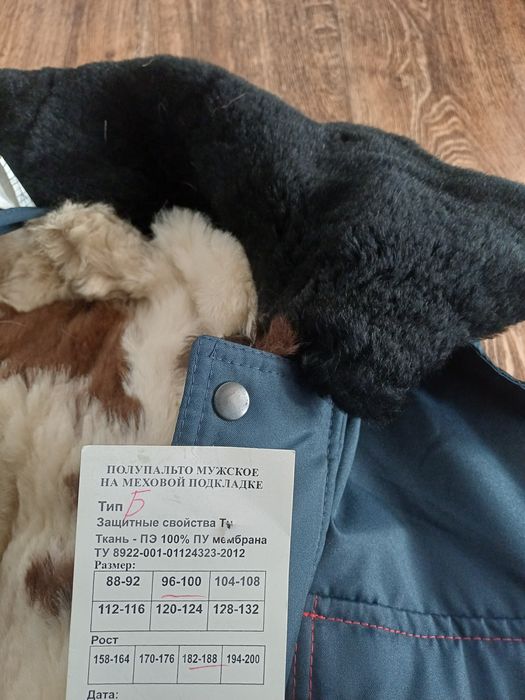 ПОЛУПАЛЬТО МУЖСКОЕ
НА МЕХОВОЙ ПОДКЛАДКЕ
Тип Б
Защитные свойства Тн
Ткань - ПЭ 100% ПУ мембрана
ТУ 8922-001-01124323-2012
Размер:
88-92 96-100 104-108
112-116 120-124 128-132
Рост
158-164 170-176 182-188 194-200
Дата: